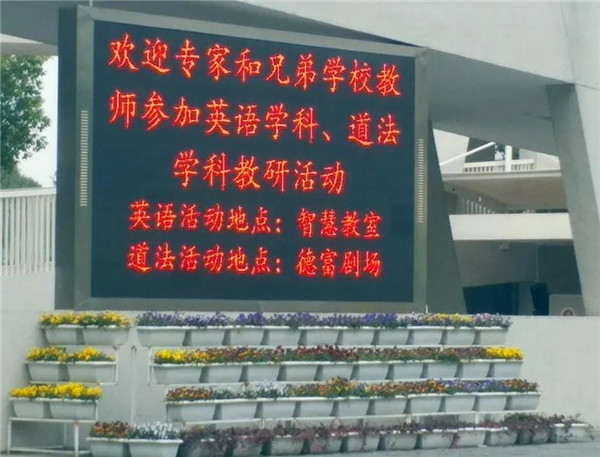 欢迎专家和兄弟学校教
师参加英语学科、道法
学科教研活动
英语活动地点：智慧教室
道法活动地点：德富剧场